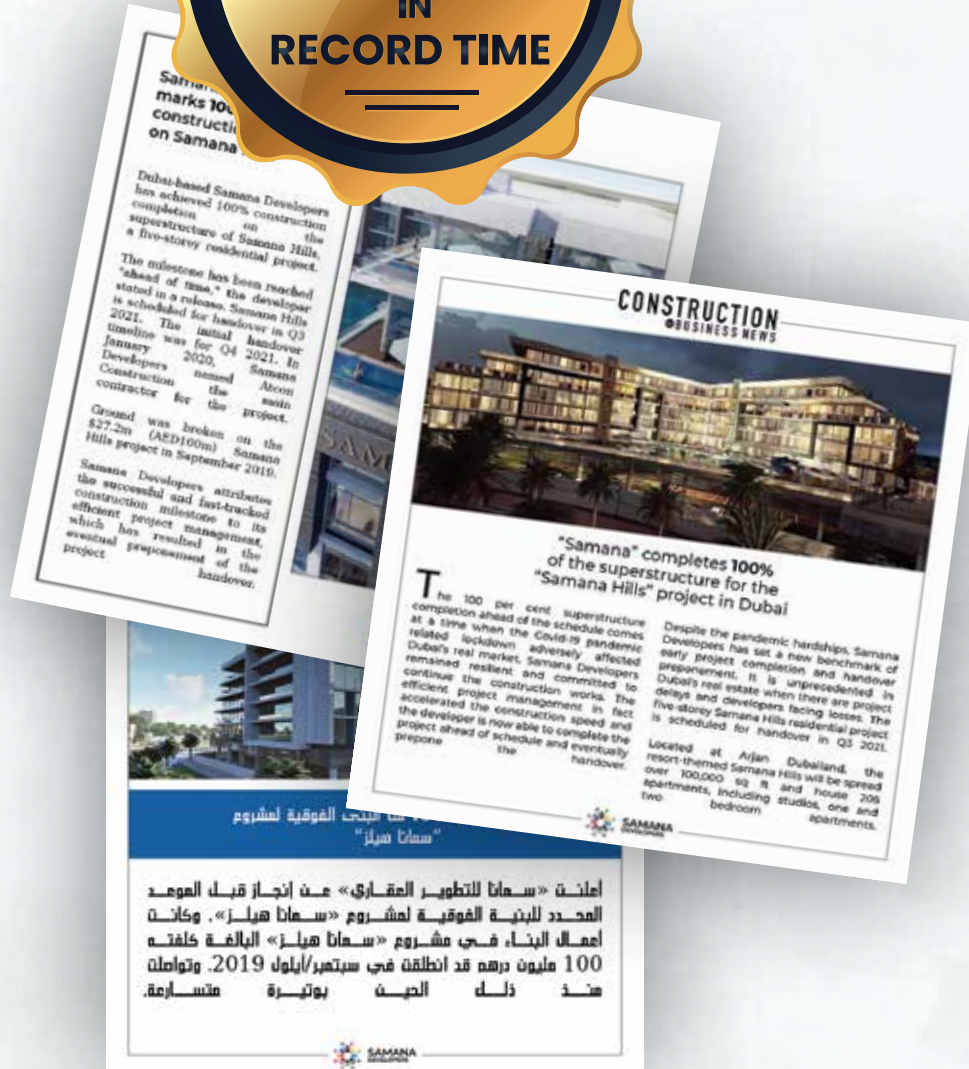 IN
RECORD TIME
marks
on Samana
Dubai-based Samana Developers
has achieved 100% construction
completion on the
superstructure of Samana Hills,
a five-storey residential project.
The milestone has been reached
"ahead of time," the developer
stated in a release. Samana Hills
is scheduled for handover in Q3
2021. The initial handover
timeline was for Q4 2021. In
January 2020, Samana
Developers named Atcon
Construction the main
contractor for the project.
Ground was broken on the
$27.2m (AED100m) Samana
Hills project in September 2019.
Samana Developers attributes
the successful and fast-tracked
construction milestone to its
efficient project management,
which has resulted in the
eventual preponement of the
project handover.
SAM
CONSTRUCTION
BUSINESS NEWS
"Samana" completes 100%
of the superstructure for the
"Samana Hills" project in Dubai
The 100 per cent superstructure
completion ahead of the schedule comes
at a time when the Covid-19 pandemic
related lockdown adversely affected
Dubai's real market. Samana Developers
remained resilient and committed to
continue the construction works. The
efficient project management in fact
accelerated the construction speed and
the developer is now able to complete the
project ahead of schedule and eventually
prepone the handover.
Despite the pandemic hardships, Samana
Developers has set a new benchmark of
early project completion and handover
preponement. It is unprecedented in
Dubai's real estate when there are project
delays and developers facing losses. The
five-storey Samana Hills residential project
is scheduled for handover in Q3 2021.
Located at Arjan Dubailand, the
resort-themed Samana Hills will be spread
over 100,000 sq ft and house 205
apartments, including studios, one and
two bedroom apartments.
SAMANA
DEVELOPERS
الفوقية لمشروع
"سمانا هيلز"
أعلنت «سمانا للتطوير العقاري» عن إنجاز قبل الموعد
المحدد للبنية الفوقية لمشروع «سمانا هيلز». وكانت
أعمال البناء في مشروع «سمانا هيلز» البالغة كلفته
100 مليون درهم قد انطلقت في سبتمبر/أيلول 2019. وتواصلت
منذ ذلك الحين بوتيرة متسارعة.
SAMANA
DEVELOPERS